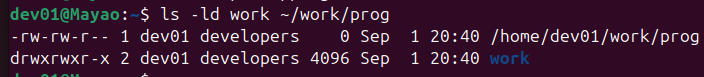 dev01@Mayao:~$ ls -ld work ~/work/prog
-rw-rw-r-- 1 dev01 developers    0 Sep  1 20:40 /home/dev01/work/prog
drwxrwxr-x 2 dev01 developers 4096 Sep  1 20:40 work